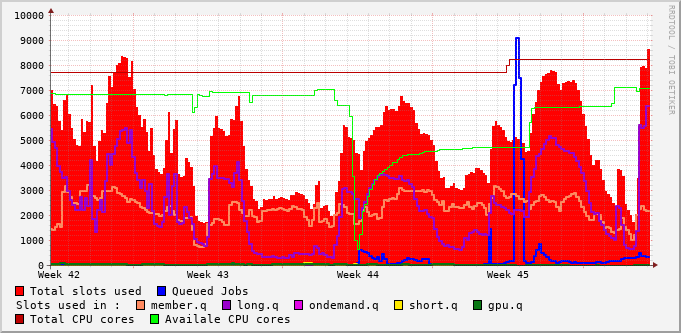 10000
9000
8000
7000
6000
5000
4000
3000
2000
1000
0
Week 42 Week 43 Week 44 Week 45
RRDTOOL / TOBI OETIKER
Total slots used Queued Jobs
Slots used in : member.q long.q ondemand.q short.q gpu.q
Total CPU cores Availale CPU cores